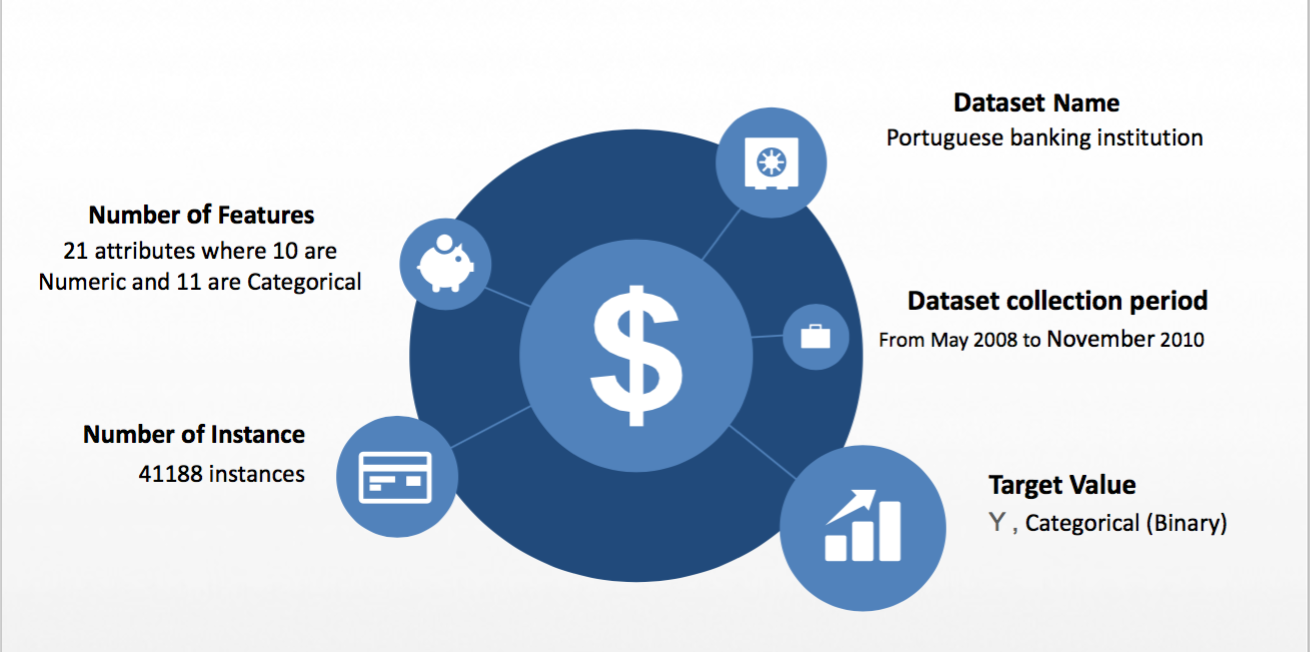 Dataset Name
Portuguese banking institution
Number of Features
21 attributes where 10 are
Numeric and 11 are Categorical
Dataset collection period
From May 2008 to November 2010
$
Number of Instance
41188 instances
Target Value
Y , Categorical (Binary)